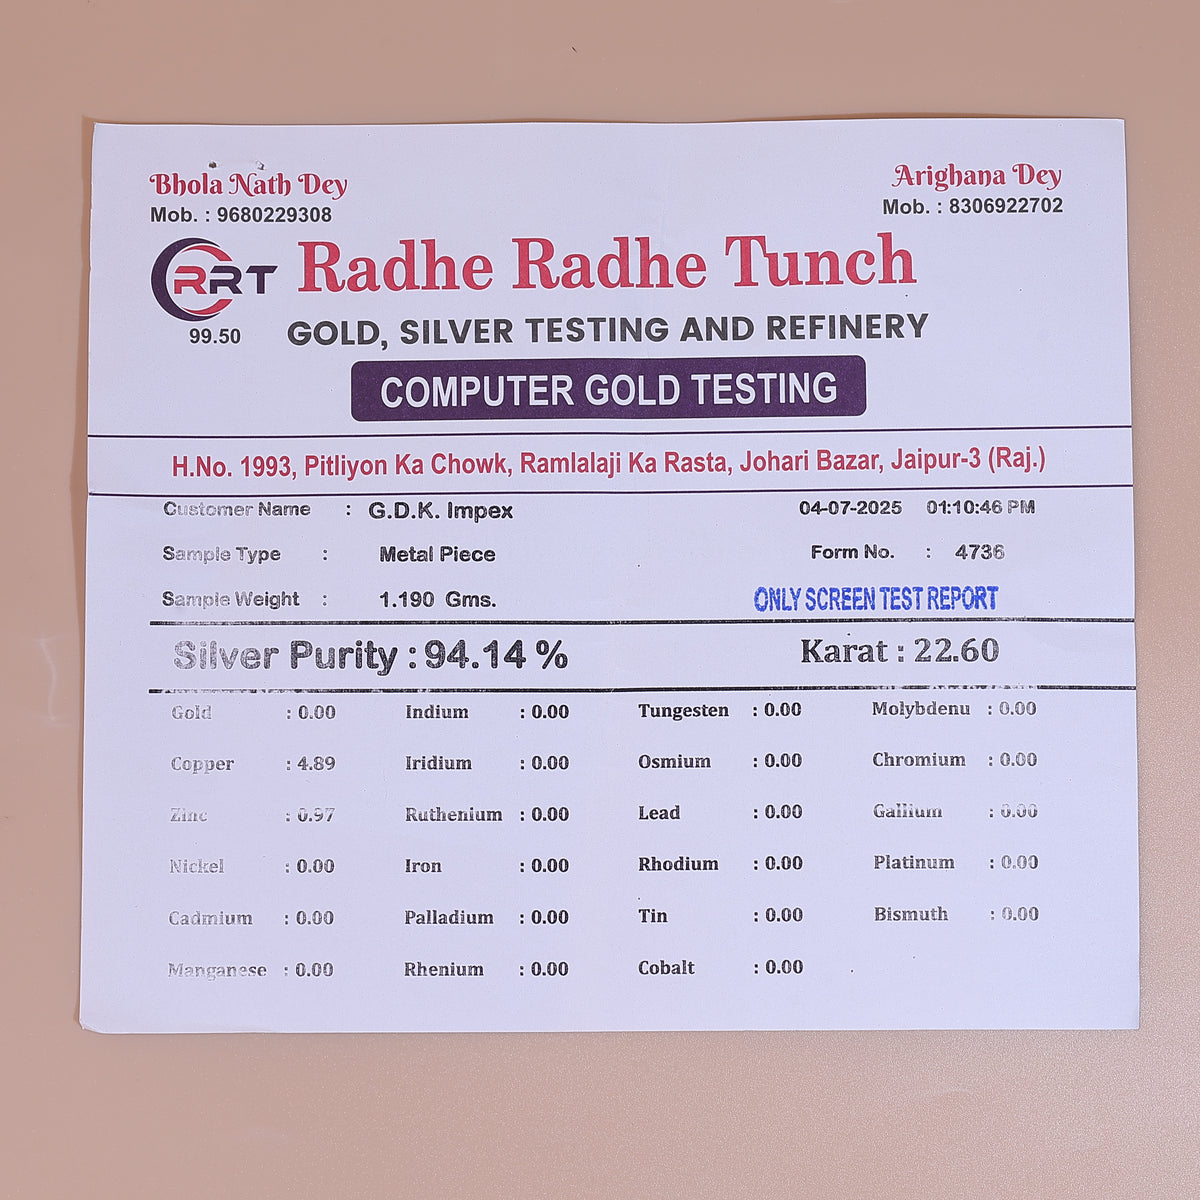 Bhola Nath Dey
Mob. : 9680229308
Arighana Dey
Mob. : 8306922702
RRT
99.50
Radhe Radhe Tunch
GOLD, SILVER TESTING AND REFINERY
COMPUTER GOLD TESTING
H.No. 1993, Pitliyon Ka Chowk, Ramlalaji Ka Rasta, Johari Bazar, Jaipur-3 (Raj.)
Customer Name : G.D.K. Impex 04-07-2025 01:10:46 PM
Sample Type : Metal Piece Form No. : 4736
Sample Weight : 1.190 Gms. ONLY SCREEN TEST REPORT
Silver Purity : 94.14 % Karat : 22.60
Gold : 0.00 Indium : 0.00 Tungesten : 0.00 Molybdenu : 0.00
Copper : 4.89 Iridium : 0.00 Osmium : 0.00 Chromium : 0.00
Zinc : 0.97 Ruthenium : 0.00 Lead : 0.00 Gallium : 0.00
Nickel : 0.00 Iron : 0.00 Rhodium : 0.00 Platinum : 0.00
Cadmium : 0.00 Palladium : 0.00 Tin : 0.00 Bismuth : 0.00
Manganese : 0.00 Rhenium : 0.00 Cobalt : 0.00